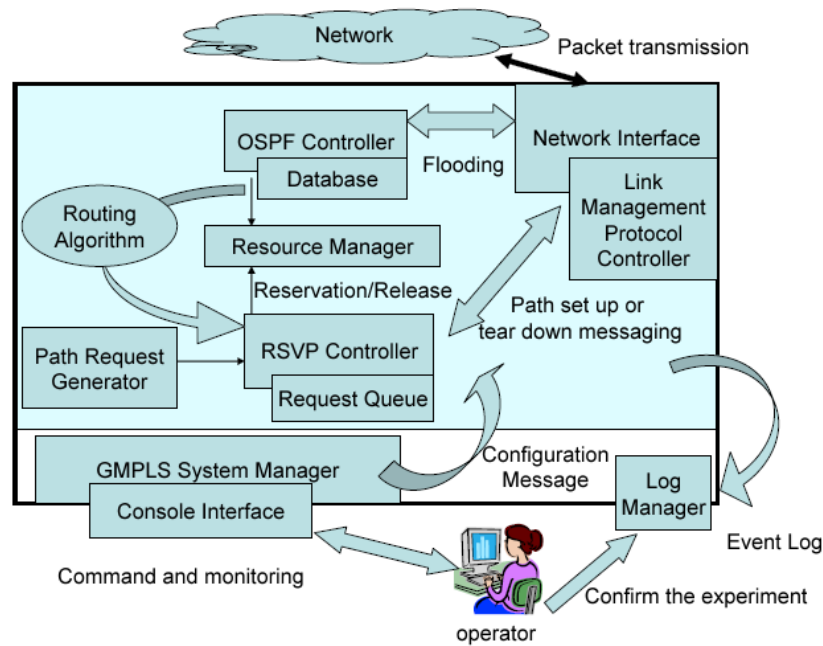 Network
Packet transmission
OSPF Controller
Database
Flooding
Network Interface
Link
Management
Protocol
Controller
Routing
Algorithm
Resource Manager
Reservation/Release
Path set up or
tear down messaging
Path Request
Generator
RSVP Controller
Request Queue
GMPLS System Manager
Console Interface
Configuration
Message
Log
Manager
Event Log
Command and monitoring
Confirm the experiment
operator